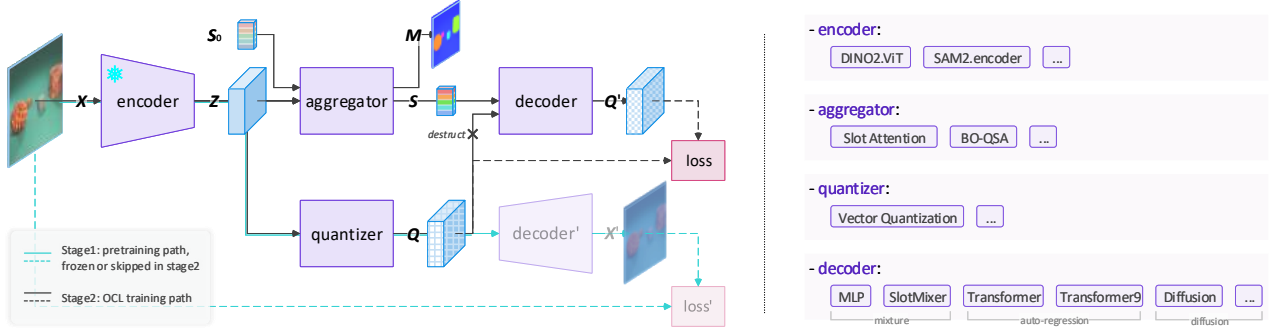 S₀
M
X
encoder
Z
aggregator
S
decoder
Q'
destruct
loss
quantizer
Q
decoder'
X'
loss'
Stage1: pretraining path,
frozen or skipped in stage2
Stage2: OCL training path
- encoder:
DINO2.ViT SAM2.encoder ...
- aggregator:
Slot Attention BO-QSA ...
- quantizer:
Vector Quantization ...
- decoder:
MLP SlotMixer Transformer Transformer9 Diffusion ...
mixture auto-regression diffusion